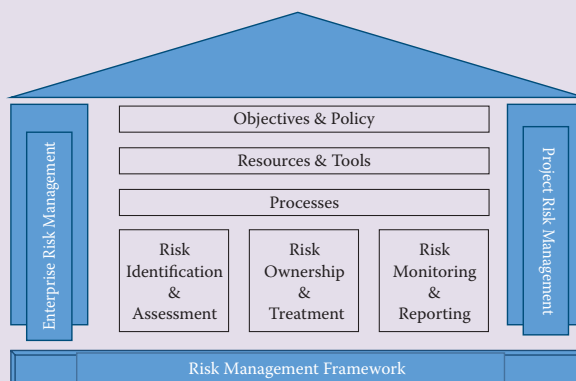 Objectives & Policy
Resources & Tools
Processes
Enterprise Risk Management
Risk
Identification
&
Assessment
Risk
Ownership
&
Treatment
Risk
Monitoring
&
Reporting
Project Risk Management
Risk Management Framework